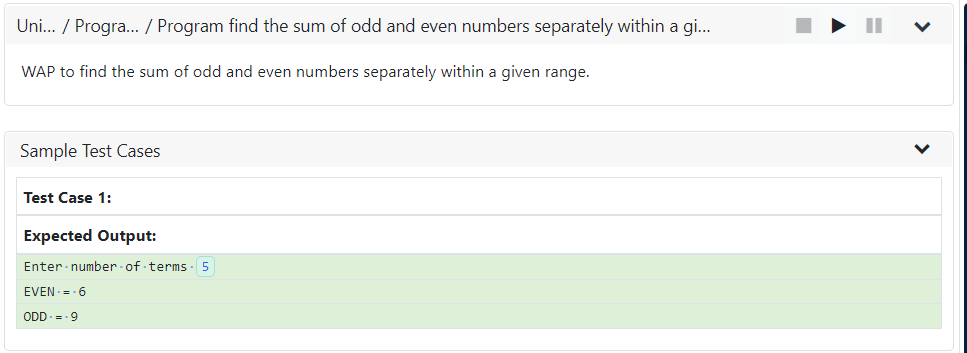 Uni... / Progra... / Program find the sum of odd and even numbers separately within a gi...
WAP to find the sum of odd and even numbers separately within a given range.
Sample Test Cases
Test Case 1:
Expected Output:
Enter·number·of·terms·5
EVEN·=·6
ODD·=·9